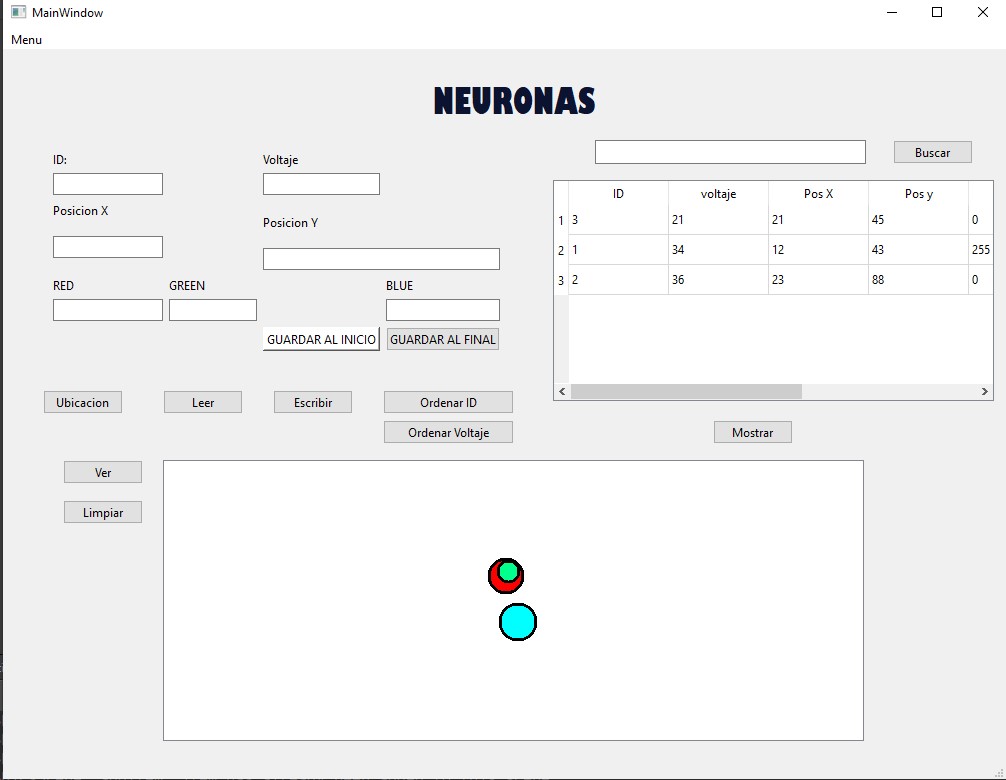 MainWindow
Menu
NEURONAS
ID:
Voltaje
Buscar
Posicion X
Posicion Y
RED
GREEN
BLUE
GUARDAR AL INICIO
GUARDAR AL FINAL
ID voltaje Pos X Pos y
1 3 21 21 45 0
2 1 34 12 43 255
3 2 36 23 88 0
Ubicacion
Leer
Escribir
Ordenar ID
Ordenar Voltaje
Mostrar
Ver
Limpiar